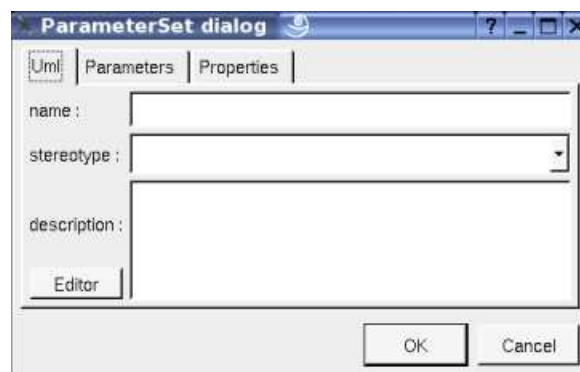 ParameterSet dialog
?
Uml Parameters Properties
name :
stereotype :
description :
Editor
OK Cancel